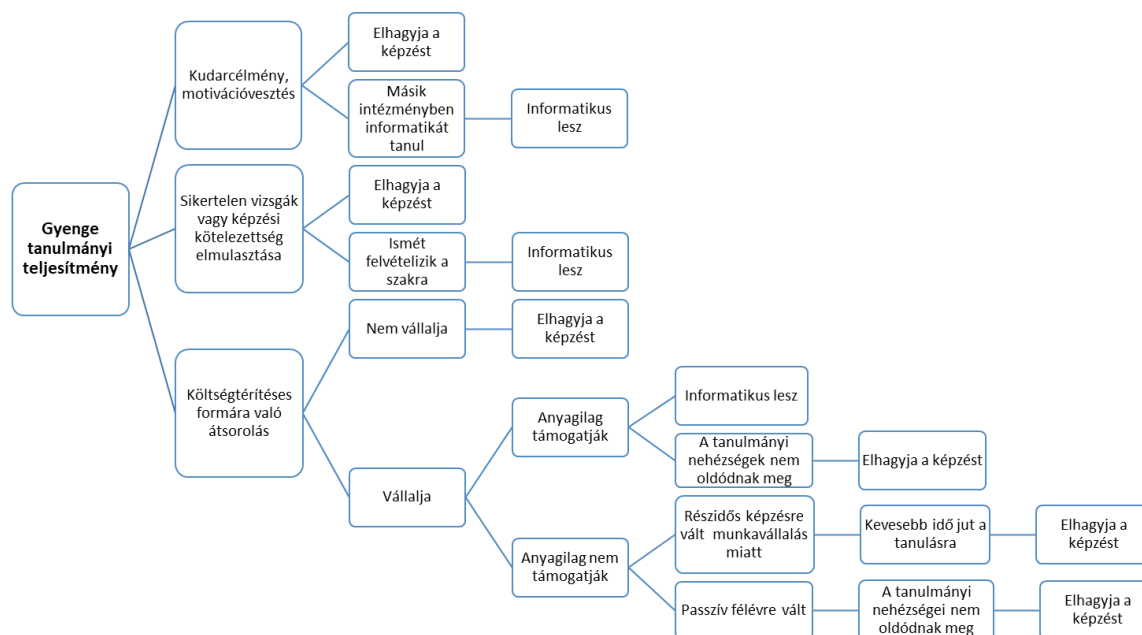 Gyenge
tanulmányi
teljesítmény
Kudarcélmény,
motivációvesztés
Elhagyja a
képzést
Másik
intézményben
informatikát
tanul
Informatikus
lesz
Sikertelen vizsgák
vagy képzési
kötelezettség
elmulasztása
Elhagyja a
képzést
Ismét
felvételizik a
szakra
Informatikus
lesz
Költségtérítéses
formára való
átsorolás
Nem vállalja
Elhagyja a
képzést
Vállalja
Anyagilag
támogatják
Informatikus lesz
A tanulmányi
nehézségek nem
oldódnak meg
Elhagyja a képzést
Anyagilag nem
támogatják
Részidős képzésre
vált munkavállalás
miatt
Kevesebb idő jut a
tanulásra
Elhagyja a
képzést
Passzív félévre vált
A tanulmányi
nehézségei nem
oldódnak meg
Elhagyja a
képzést